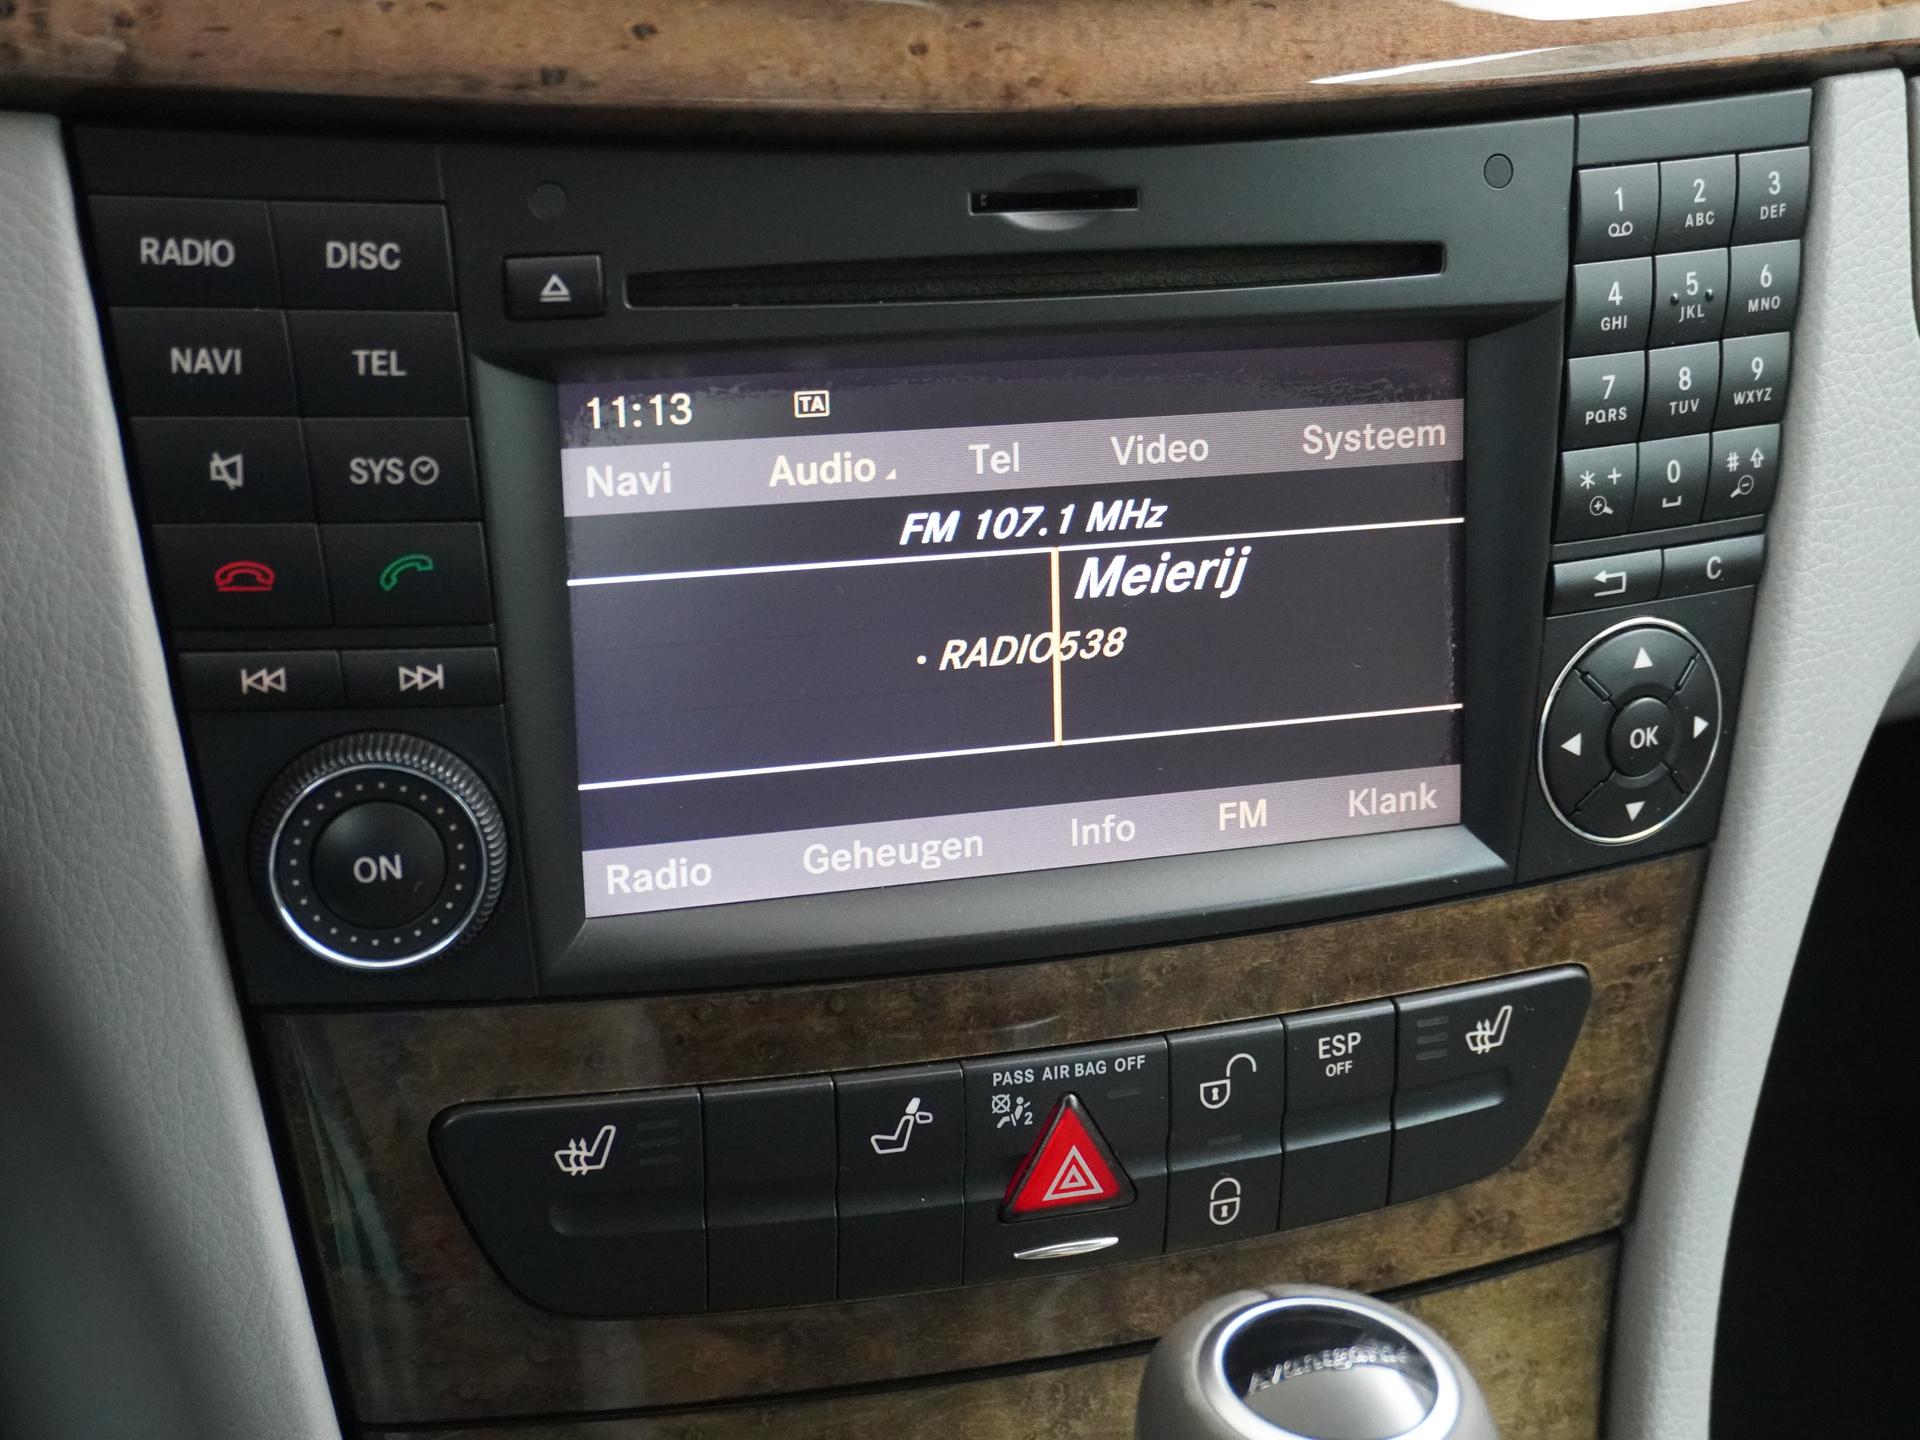 RADIO DISC
NAVI TEL
SYS
ON
11:13 TA
Navi Audio Tel Video Systeem
FM 107.1 MHz
Meierij
• RADIO538
Radio Geheugen Info FM Klank
1 2 ABC 3 DEF
4 GHI 5 JKL 6 MNO
7 PQRS 8 TUV 9 WXYZ
* + 0 #
C
OK
PASS AIR BAG OFF
2
ESP
OFF
Avantgarde